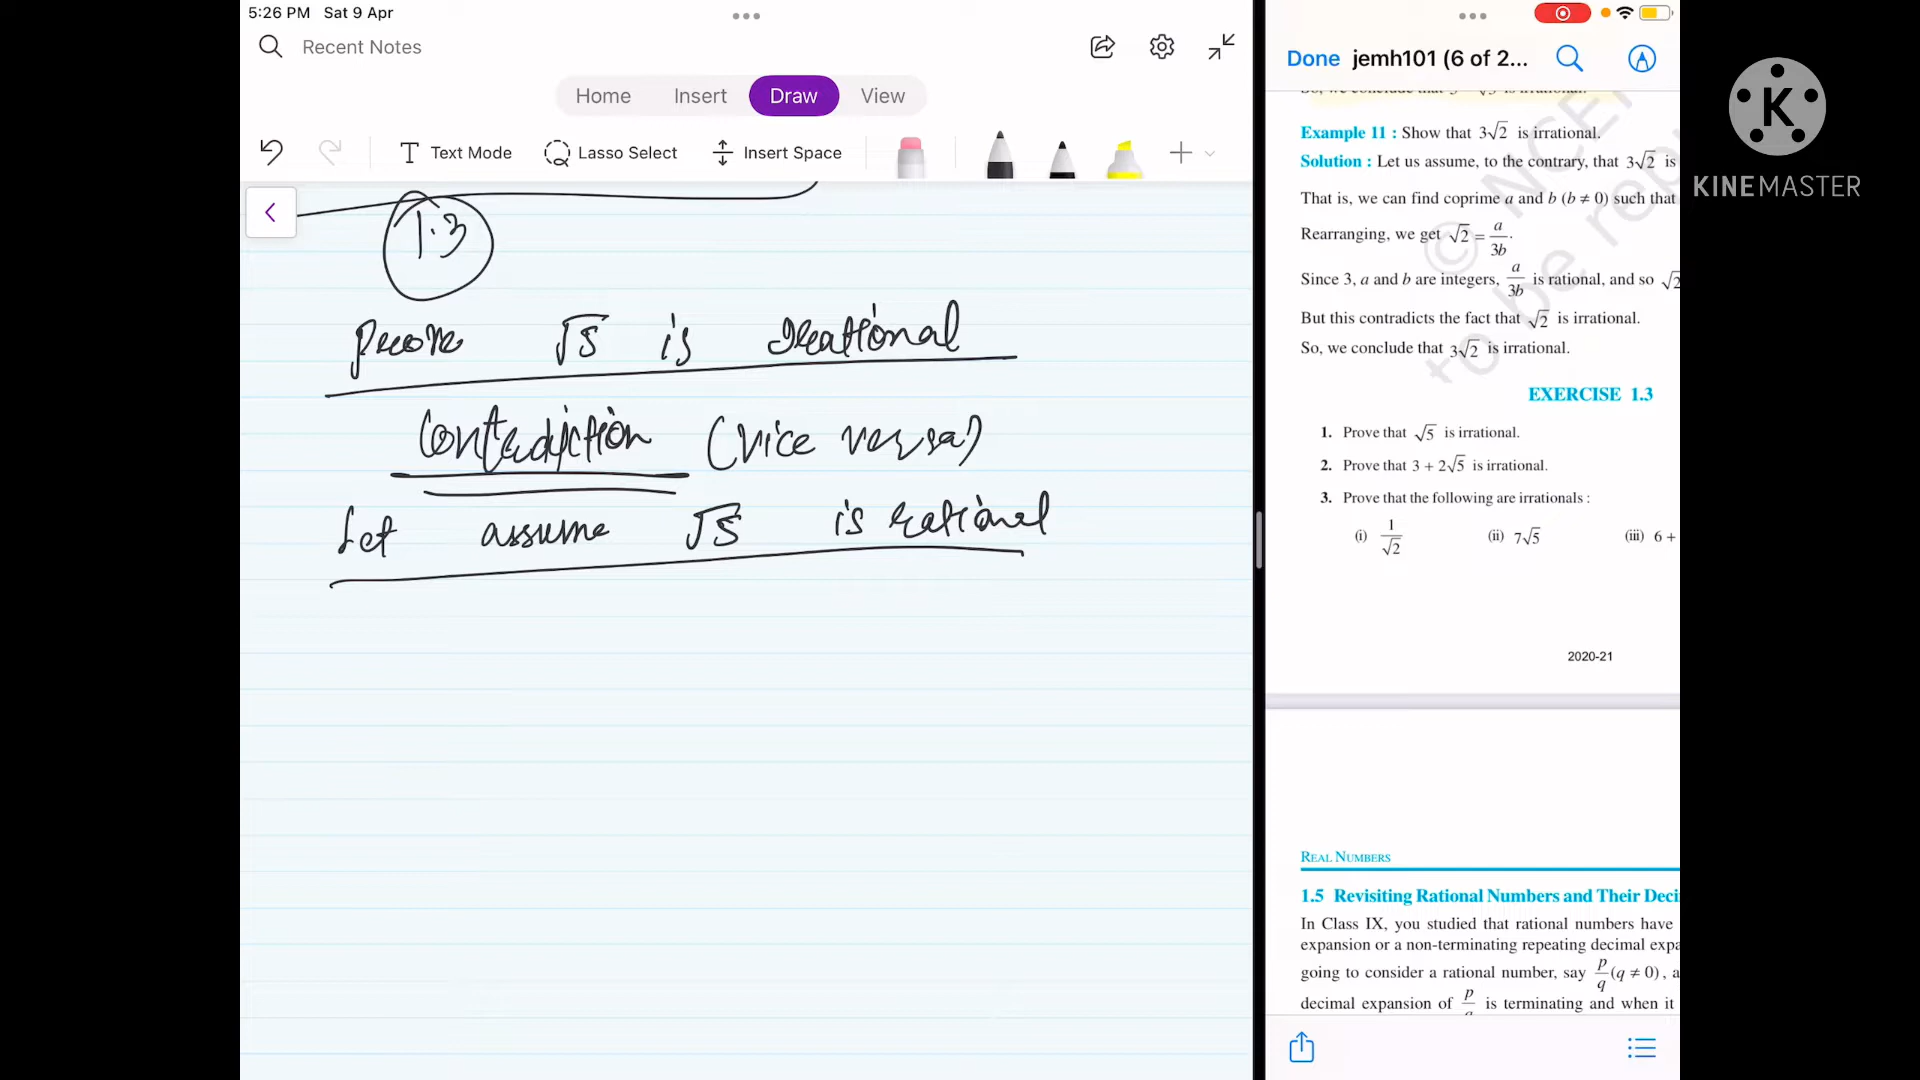 5:26 PM Sat 9 Apr
Recent Notes
Home Insert Draw View
Text Mode Lasso Select Insert Space
1.3
Prove √5 is irrational
Contradiction (vice versa)
Let assume √5 is rational
Done jemh101 (6 of 2...
Example 11 : Show that 3√2 is irrational.
Solution : Let us assume, to the contrary, that 3√2 is
That is, we can find coprime a and b (b ≠ 0) such that
Rearranging, we get √2 = a/3b.
Since 3, a and b are integers, a/3b is rational, and so √2
But this contradicts the fact that √2 is irrational.
So, we conclude that 3√2 is irrational.
EXERCISE 1.3
1. Prove that √5 is irrational.
2. Prove that 3 + 2√5 is irrational.
3. Prove that the following are irrationals :
(i) 1/√2 (ii) 7√5 (iii) 6 +
2020-21
REAL NUMBERS
1.5 Revisiting Rational Numbers and Their Deci
In Class IX, you studied that rational numbers have
expansion or a non-terminating repeating decimal expa
going to consider a rational number, say p/q (q ≠ 0), a
decimal expansion of p/q is terminating and when it
K
KINEMASTER